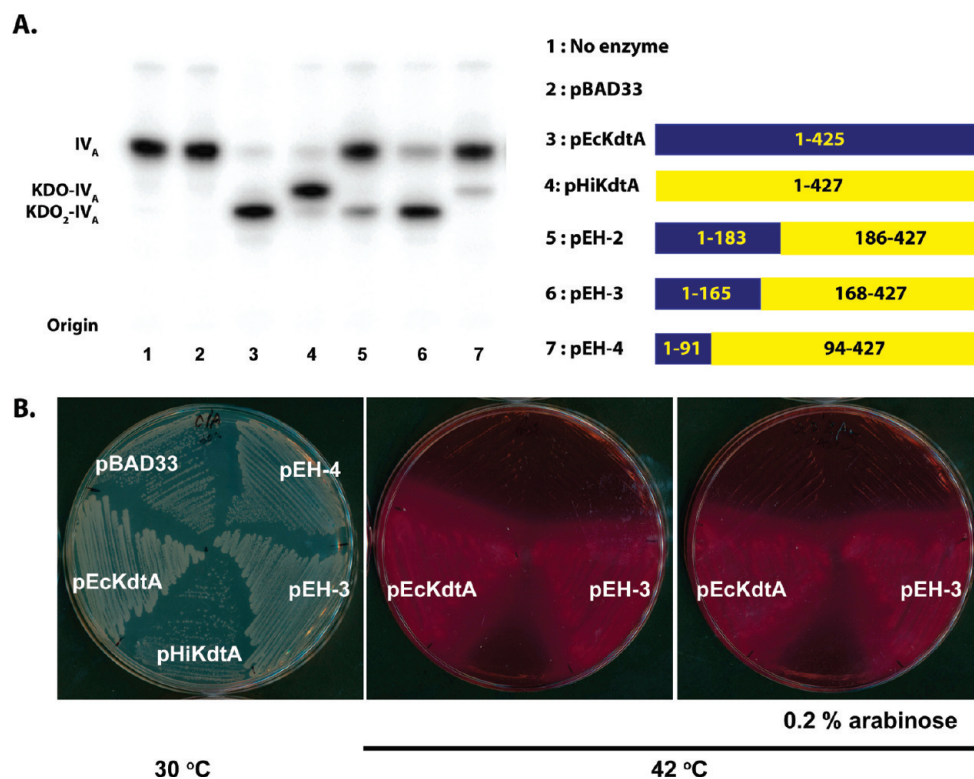 A.
IV_A
KDO-IV_A
KDO₂-IV_A
Origin
1 2 3 4 5 6 7
1 : No enzyme
2 : pBAD33
3 : pEcKdtA 1-425
4: pHiKdtA 1-427
5 : pEH-2 1-183 186-427
6 : pEH-3 1-165 168-427
7 : pEH-4 1-91 94-427
B.
pBAD33 pEH-4
pEcKdtA pEH-3
pHiKdtA
pEcKdtA pEH-3
pEcKdtA pEH-3
0.2 % arabinose
30 °C 42 °C